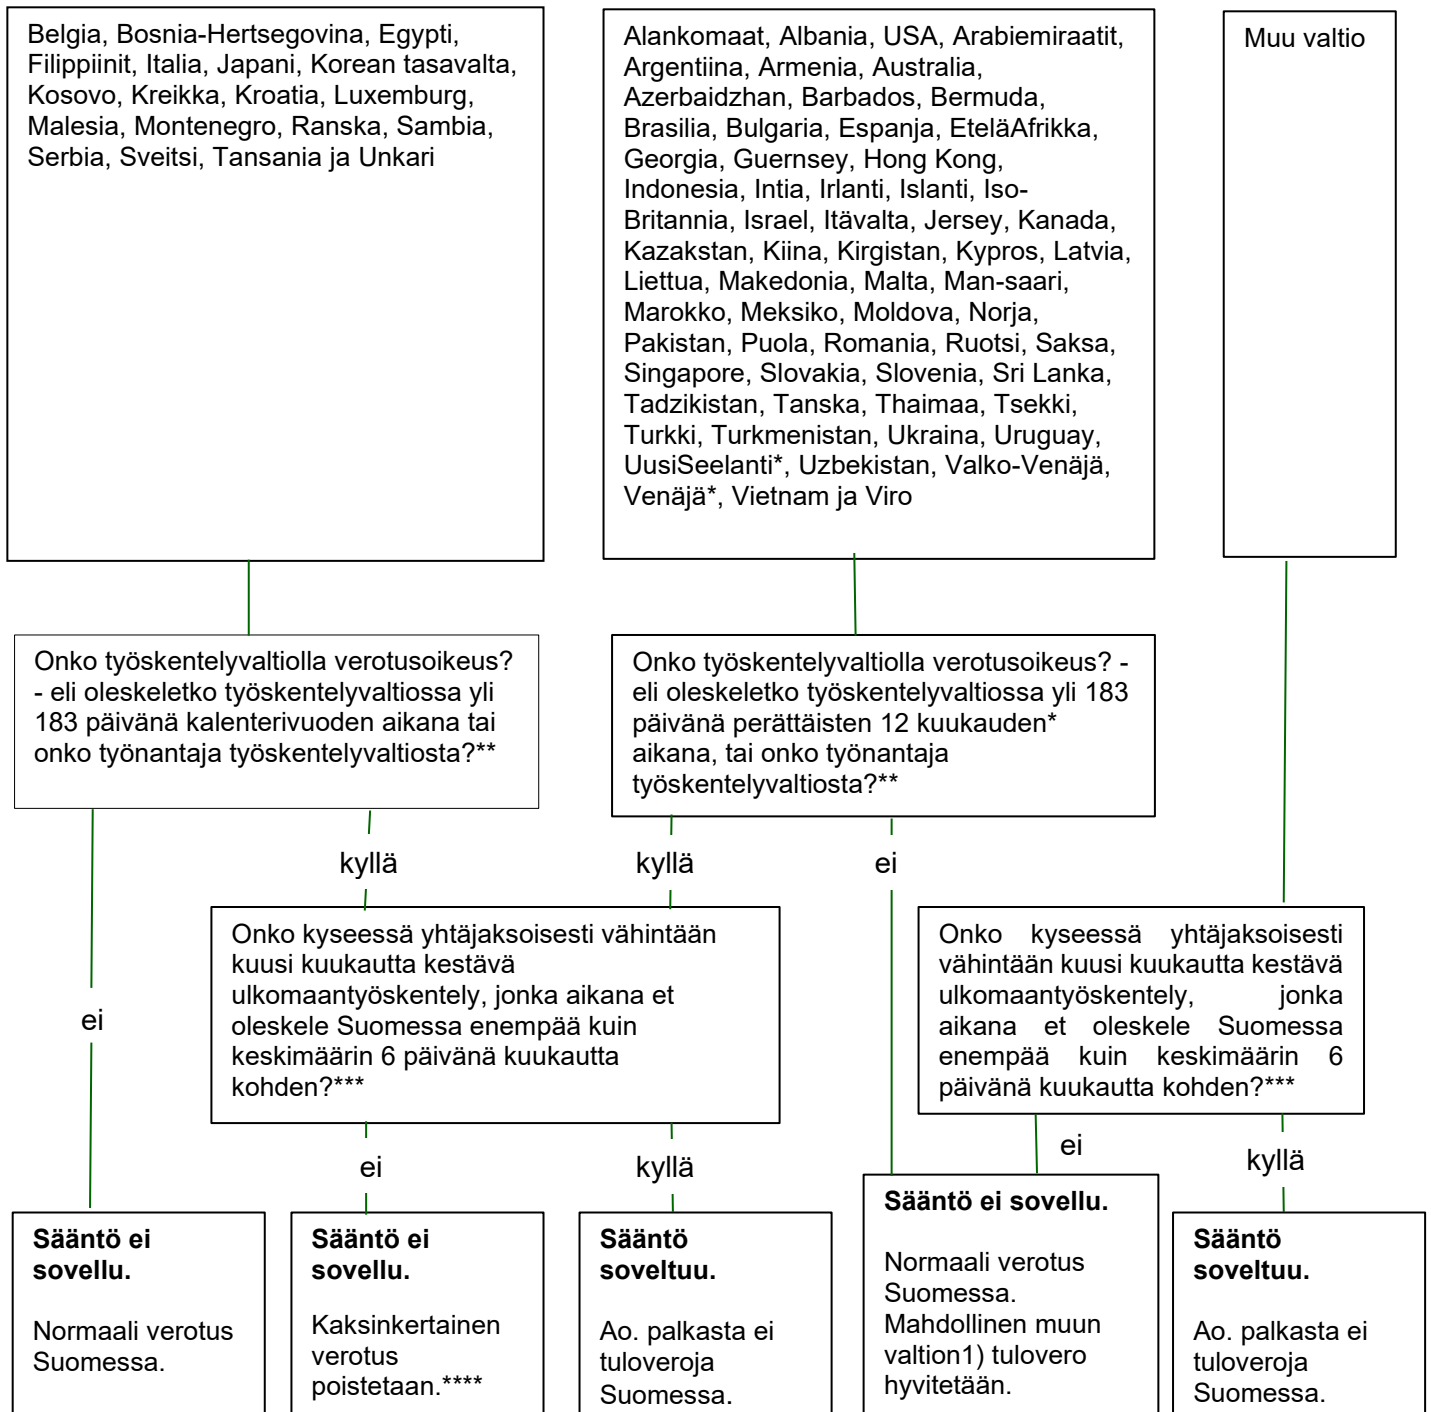 Belgia, Bosnia-Hertsegovina, Egypti,
Filippiinit, Italia, Japani, Korean tasavalta,
Kosovo, Kreikka, Kroatia, Luxemburg,
Malesia, Montenegro, Ranska, Sambia,
Serbia, Sveitsi, Tansania ja Unkari
Alankomaat, Albania, USA, Arabiemiraatit,
Argentiina, Armenia, Australia,
Azerbaidzhan, Barbados, Bermuda,
Brasilia, Bulgaria, Espanja, EteläAfrikka,
Georgia, Guernsey, Hong Kong,
Indonesia, Intia, Irlanti, Islanti, Iso-
Britannia, Israel, Itävalta, Jersey, Kanada,
Kazakstan, Kiina, Kirgistan, Kypros, Latvia,
Liettua, Makedonia, Malta, Man-saari,
Marokko, Meksiko, Moldova, Norja,
Pakistan, Puola, Romania, Ruotsi, Saksa,
Singapore, Slovakia, Slovenia, Sri Lanka,
Tadzikistan, Tanska, Thaimaa, Tsekki,
Turkki, Turkmenistan, Ukraina, Uruguay,
UusiSeelanti*, Uzbekistan, Valko-Venäjä,
Venäjä*, Vietnam ja Viro
Muu valtio
Onko työskentelyvaltiolla verotusoikeus?
- eli oleskeletko työskentelyvaltiossa yli
183 päivänä kalenterivuoden aikana tai
onko työnantaja työskentelyvaltiosta?**
Onko työskentelyvaltiolla verotusoikeus? -
eli oleskeletko työskentelyvaltiossa yli 183
päivänä perättäisten 12 kuukauden*
aikana, tai onko työnantaja
työskentelyvaltiosta?**
kyllä
kyllä
ei
ei
Onko kyseessä yhtäjaksoisesti vähintään
kuusi kuukautta kestävä
ulkomaantyöskentely, jonka aikana et
oleskele Suomessa enempää kuin
keskimäärin 6 päivänä kuukautta
kohden?***
Onko kyseessä yhtäjaksoisesti
vähintään kuusi kuukautta kestävä
ulkomaantyöskentely, jonka
aikana et oleskele Suomessa
enempää kuin keskimäärin 6
päivänä kuukautta kohden?***
ei
kyllä
ei
kyllä
Sääntö ei
sovellu.
Normaali verotus
Suomessa.
Sääntö ei
sovellu.
Kaksinkertainen
verotus
poistetaan.****
Sääntö
soveltuu.
Ao. palkasta ei
tuloveroja
Suomessa.
Sääntö ei sovellu.
Normaali verotus
Suomessa.
Mahdollinen muun
valtion1) tulovero
hyvitetään.
Sääntö
soveltuu.
Ao. palkasta ei
tuloveroja
Suomessa.